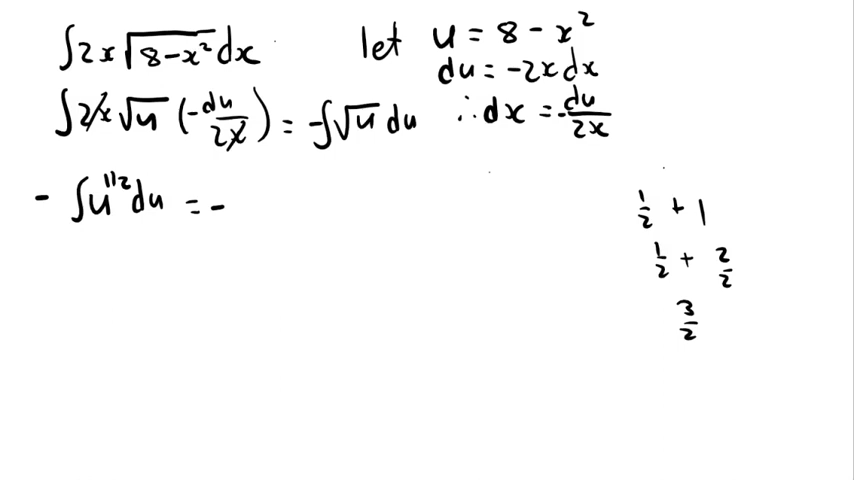 ∫2x√(8-x²)dx let u = 8 - x²
du = -2x dx
∫2x√u (-du/2x) = -∫√u du ∴ dx = -du/2x
-∫u^1/2 du = -
1/2 + 1
1/2 + 2/2
3/2